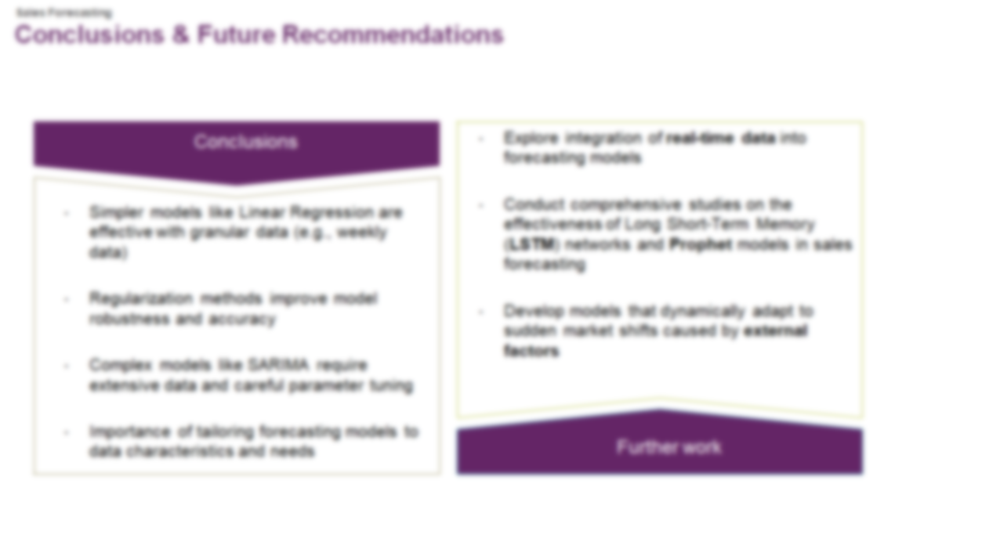 Sales Forecasting
Conclusions & Future Recommendations
Conclusions
- Simpler models like Linear Regression are
effective with granular data (e.g., weekly
data)
- Regularization methods improve model
robustness and accuracy
- Complex models like SARIMA require
extensive data and careful parameter tuning
- Importance of tailoring forecasting models to
data characteristics and needs
- Explore integration of real-time data into
forecasting models
- Conduct comprehensive studies on the
effectiveness of Long Short-Term Memory
(LSTM) networks and Prophet models in sales
forecasting
- Develop models that dynamically adapt to
sudden market shifts caused by external
factors
Further work